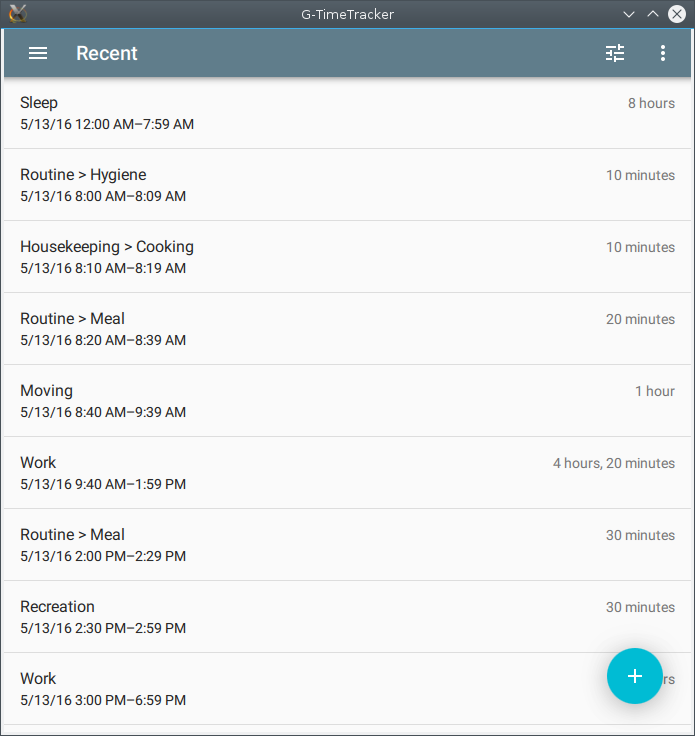 G-TimeTracker
Recent
Sleep 8 hours
5/13/16 12:00 AM–7:59 AM
Routine > Hygiene 10 minutes
5/13/16 8:00 AM–8:09 AM
Housekeeping > Cooking 10 minutes
5/13/16 8:10 AM–8:19 AM
Routine > Meal 20 minutes
5/13/16 8:20 AM–8:39 AM
Moving 1 hour
5/13/16 8:40 AM–9:39 AM
Work 4 hours, 20 minutes
5/13/16 9:40 AM–1:59 PM
Routine > Meal 30 minutes
5/13/16 2:00 PM–2:29 PM
Recreation 30 minutes
5/13/16 2:30 PM–2:59 PM
Work
5/13/16 3:00 PM–6:59 PM